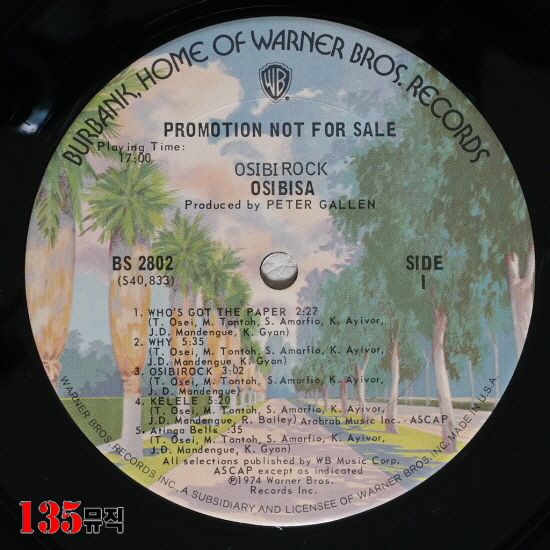 BURBANK, HOME OF WARNER BROS. RECORDS
WB
PROMOTION NOT FOR SALE
Playing Time:
17:00
OSIBIROCK
OSIBISA
Produced by PETER GALLEN
BS 2802
(S40,833)
SIDE
1
1. WHO'S GOT THE PAPER 2:27
(T. Osei, M. Tontoh, S. Amarfio, K. Ayivor,
J.D. Mandengue, K. Gyan)
2. WHY 5:35
(T. Osei, M. Tontoh, S. Amarfio, K. Ayivor,
J.D. Mandengue, K. Gyan)
3. OSIBIROCK 3:02
(T. Osei, M. Tontoh, S. Amarfio, K. Ayivor,
J. D. Mandengue)
4. KELELE 5:20
(T. Osei, M. Tontoh, S. Amarfio, K. Ayivor,
J.D. Mandengue, R. Bailey) Arabrab Music Inc. - ASCAP
5. Atinga Bells :35
(T. Osei, M. Tontoh, S. Amarfio, K. Ayivor,
J.D. Mandengue, K. Gyan)
All selections published by WB Music Corp.
ASCAP except as indicated
℗1974 Warner Bros.
Records Inc.
WARNER BROS. RECORDS INC., A SUBSIDIARY AND LICENSEE OF WARNER BROS. INC. MADE IN U.S.A.
135뮤직